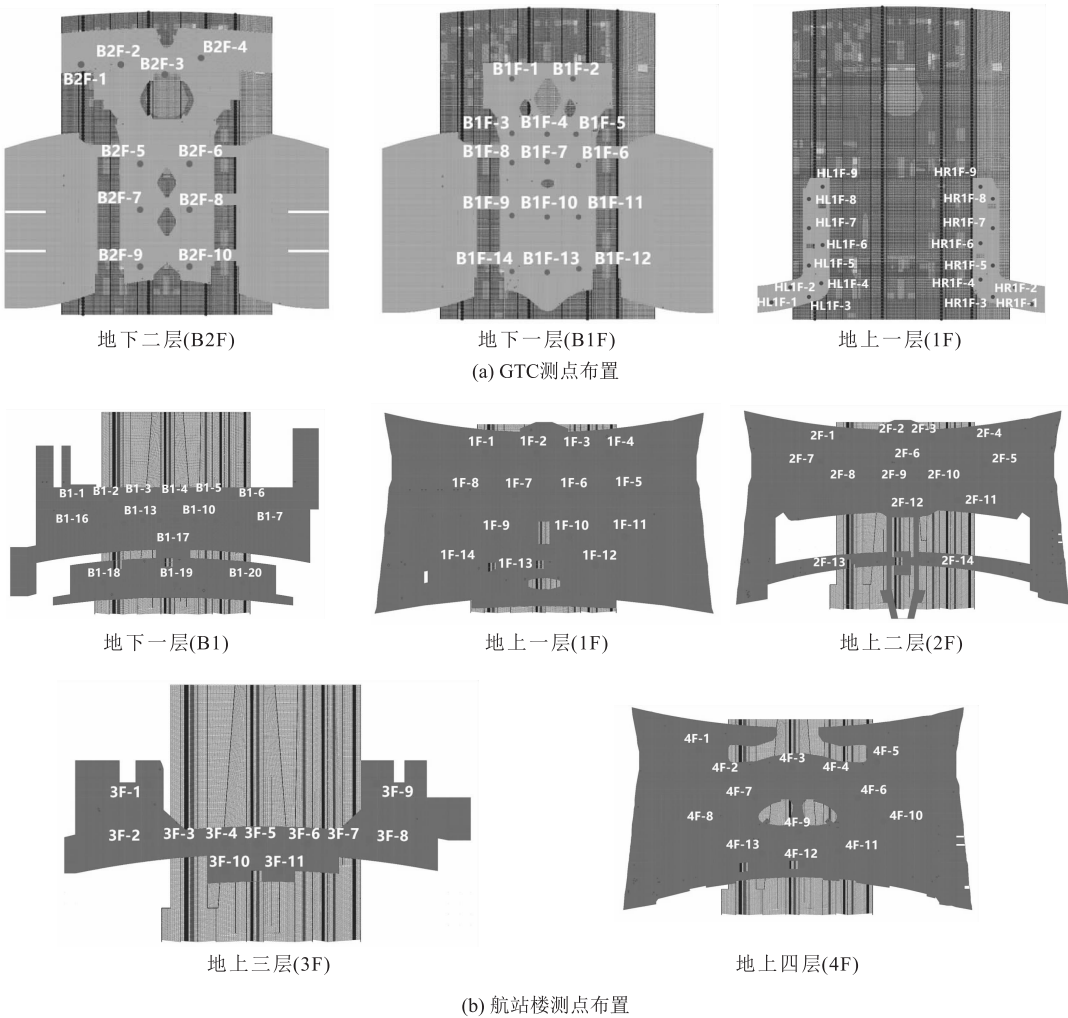 B2F-1
B2F-2
B2F-3
B2F-4
B2F-5
B2F-6
B2F-7
B2F-8
B2F-9
B2F-10
地下二层(B2F)
B1F-1
B1F-2
B1F-3
B1F-4
B1F-5
B1F-8
B1F-7
B1F-6
B1F-9
B1F-10
B1F-11
B1F-14
B1F-13
B1F-12
地下一层(B1F)
HL1F-9
HR1F-9
HL1F-8
HR1F-8
HL1F-7
HR1F-7
HL1F-6
HR1F-6
HL1F-5
HR1F-5
HL1F-4
HR1F-4
HL1F-2
HR1F-2
HL1F-1
HL1F-3
HR1F-3
HR1F-1
地上一层(1F)
(a) GTC测点布置
B1-1
B1-2
B1-3
B1-4
B1-5
B1-6
B1-16
B1-13
B1-10
B1-7
B1-17
B1-18
B1-19
B1-20
地下一层(B1)
1F-1
1F-2
1F-3
1F-4
1F-8
1F-7
1F-6
1F-5
1F-9
1F-10
1F-11
1F-14
1F-13
1F-12
地上一层(1F)
2F-1
2F-2
2F-3
2F-4
2F-7
2F-6
2F-5
2F-8
2F-9
2F-10
2F-12
2F-11
2F-13
2F-14
地上二层(2F)
3F-1
3F-9
3F-2
3F-3
3F-4
3F-5
3F-6
3F-7
3F-8
3F-10
3F-11
地上三层(3F)
4F-1
4F-5
4F-2
4F-3
4F-4
4F-7
4F-6
4F-8
4F-9
4F-10
4F-13
4F-12
4F-11
地上四层(4F)
(b) 航站楼测点布置